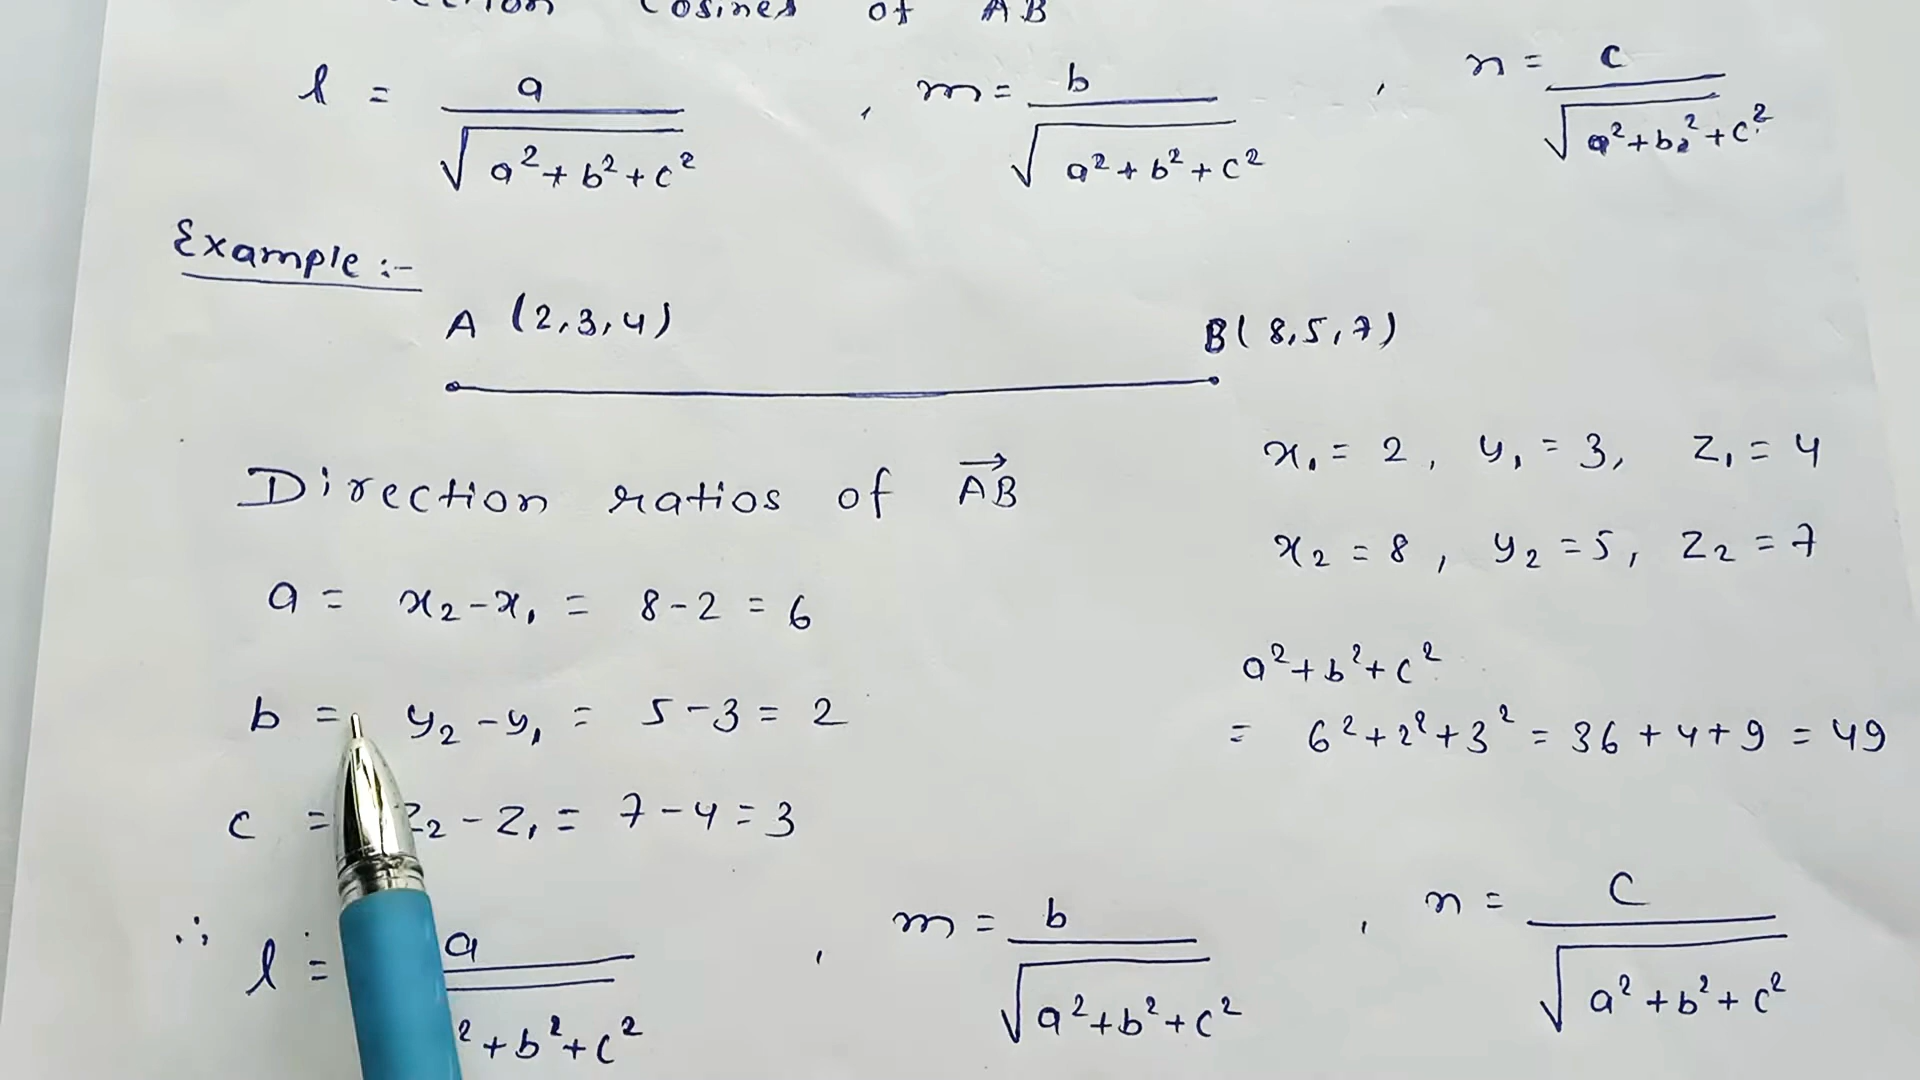 Cosines of AB
l = a / √a²+b²+c² , m = b / √a²+b²+c² , n = c / √a²+b²+c²
Example :-
A (2,3,4) B(8,5,7)
x₁ = 2, y₁ = 3, z₁ = 4
Direction ratios of AB
x₂ = 8, y₂ = 5, z₂ = 7
a = x₂-x₁ = 8-2 = 6
a²+b²+c²
b = y₂-y₁ = 5-3 = 2
= 6²+2²+3² = 36+4+9 = 49
c = z₂-z₁ = 7-4 = 3
∴ l = a / ²+b²+c² , m = b / √a²+b²+c² , n = c / √a²+b²+c²